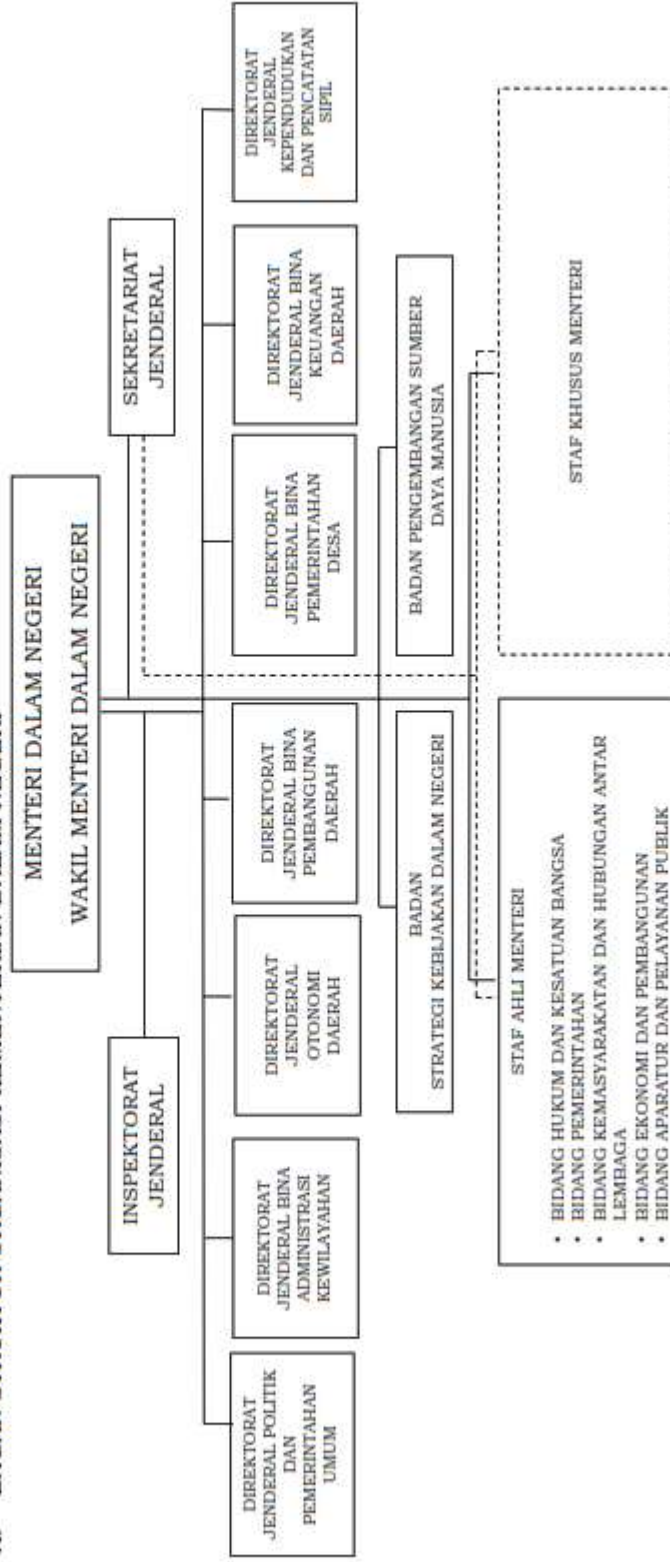 MENTERI DALAM NEGERI
WAKIL MENTERI DALAM NEGERI
INSPEKTORAT
JENDERAL
SEKRETARIAT
JENDERAL
DIREKTORAT
JENDERAL POLITIK
DAN
PEMERINTAHAN
UMUM
DIREKTORAT
JENDERAL BINA
ADMINISTRASI
KEWILAYAHAN
DIREKTORAT
JENDERAL
OTONOMI
DAERAH
DIREKTORAT
JENDERAL BINA
PEMBANGUNAN
DAERAH
DIREKTORAT
JENDERAL BINA
PEMERINTAHAN
DESA
DIREKTORAT
JENDERAL BINA
KEUANGAN
DAERAH
DIREKTORAT
JENDERAL
KEPENDUDUKAN
DAN PENCATATAN
SIPIL
BADAN
STRATEGI KEBIJAKAN DALAM NEGERI
BADAN PENGEMBANGAN SUMBER
DAYA MANUSIA
STAF AHLI MENTERI
• BIDANG HUKUM DAN KESATUAN BANGSA
• BIDANG PEMERINTAHAN
• BIDANG KEMASYARAKATAN DAN HUBUNGAN ANTAR
LEMBAGA
• BIDANG EKONOMI DAN PEMBANGUNAN
• BIDANG APARATUR DAN PELAYANAN PUBLIK
STAF KHUSUS MENTERI